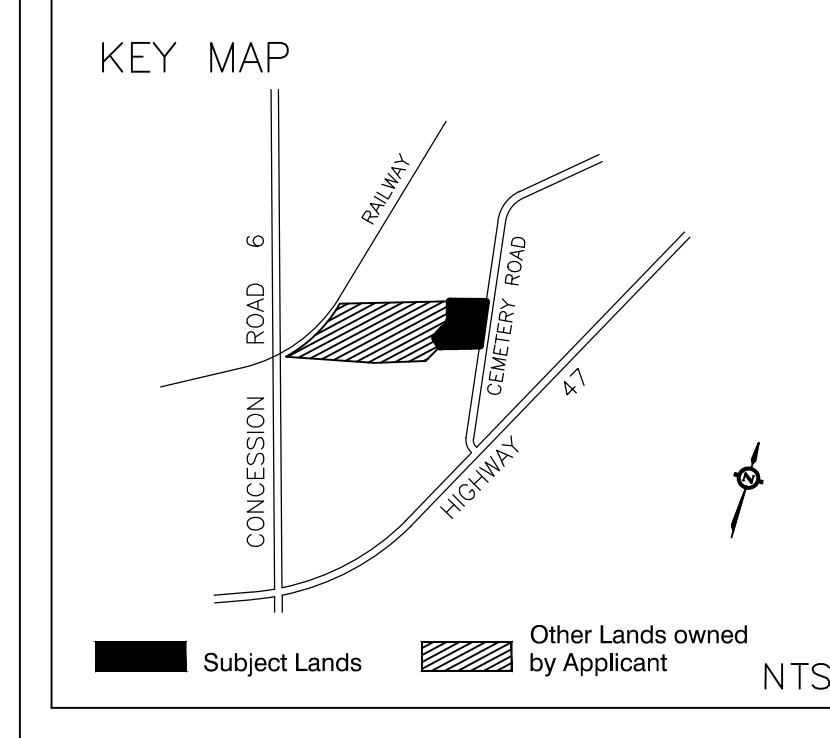 KEY MAP
RAILWAY
CONCESSION ROAD 6
CEMETERY ROAD
HIGHWAY 47
N
Subject Lands
Other Lands owned
by Applicant
NTS